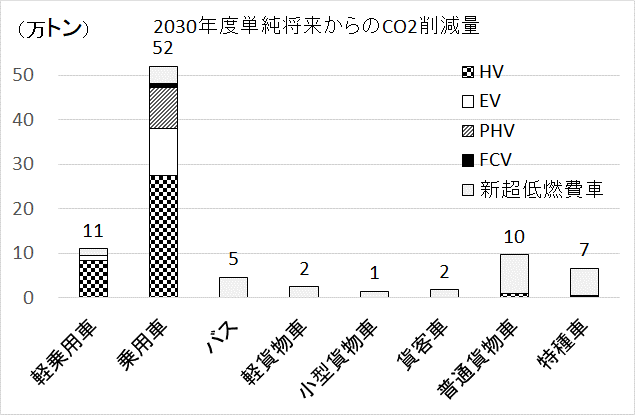 (万トン)
2030年度単純将来からのCO2削減量
52
50
40
30
20
10
0
HV
EV
PHV
FCV
新超低燃費車
11
5
2
1
2
10
7
軽乗用車
乗用車
バス
軽貨物車
小型貨物車
貨客車
普通貨物車
特種車